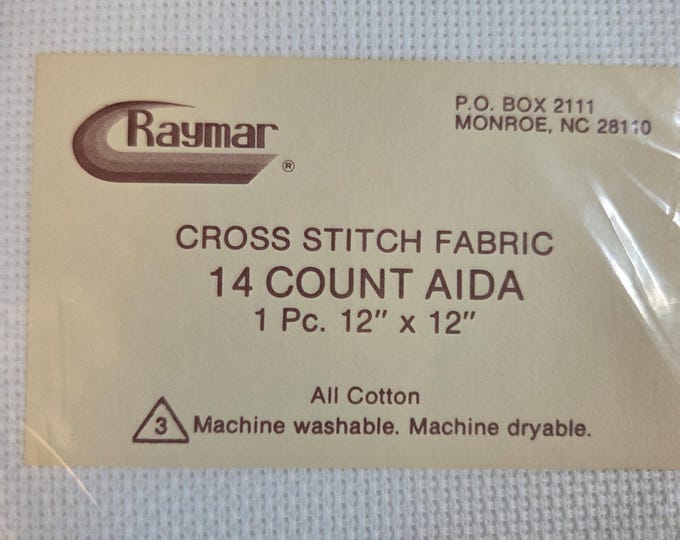 Raymar
®
P.O. BOX 2111
MONROE, NC 28110
CROSS STITCH FABRIC
14 COUNT AIDA
1 Pc. 12" x 12"
All Cotton
3 Machine washable. Machine dryable.